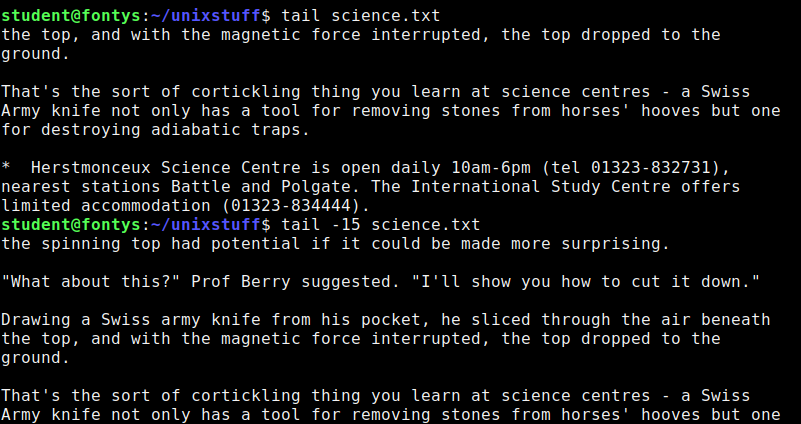 student@fontys:~/unixstuff$ tail science.txt
the top, and with the magnetic force interrupted, the top dropped to the
ground.
That's the sort of cortickling thing you learn at science centres - a Swiss
Army knife not only has a tool for removing stones from horses' hooves but one
for destroying adiabatic traps.
*  Herstmonceux Science Centre is open daily 10am-6pm (tel 01323-832731),
nearest stations Battle and Polgate. The International Study Centre offers
limited accommodation (01323-834444).
student@fontys:~/unixstuff$ tail -15 science.txt
the spinning top had potential if it could be made more surprising.
"What about this?" Prof Berry suggested. "I'll show you how to cut it down."
Drawing a Swiss army knife from his pocket, he sliced through the air beneath
the top, and with the magnetic force interrupted, the top dropped to the
ground.
That's the sort of cortickling thing you learn at science centres - a Swiss
Army knife not only has a tool for removing stones from horses' hooves but one